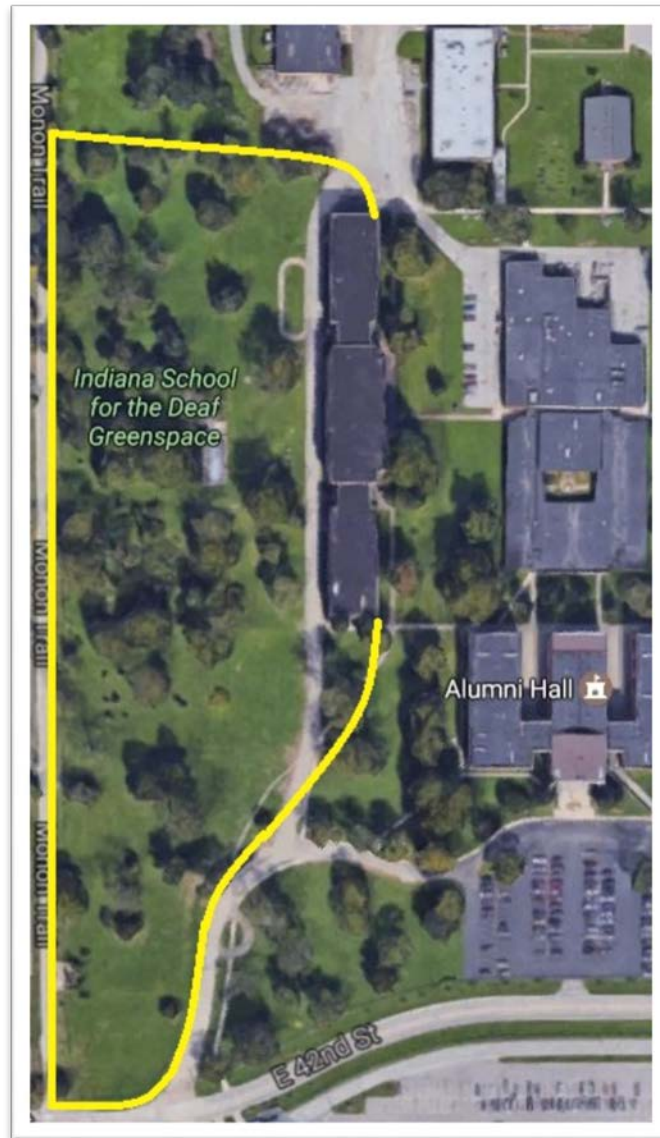 Monon Trail
Indiana School
for the Deaf
Greenspace
Monon Trail
Alumni Hall
Monon Trail
E 42nd St